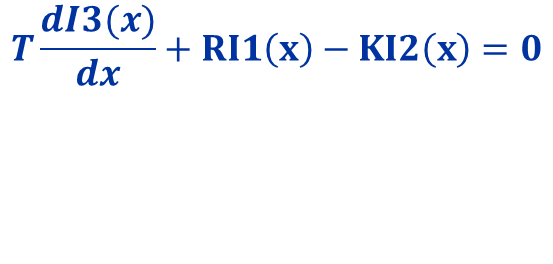 T dI3(x)/dx + RI1(x) − KI2(x) = 0